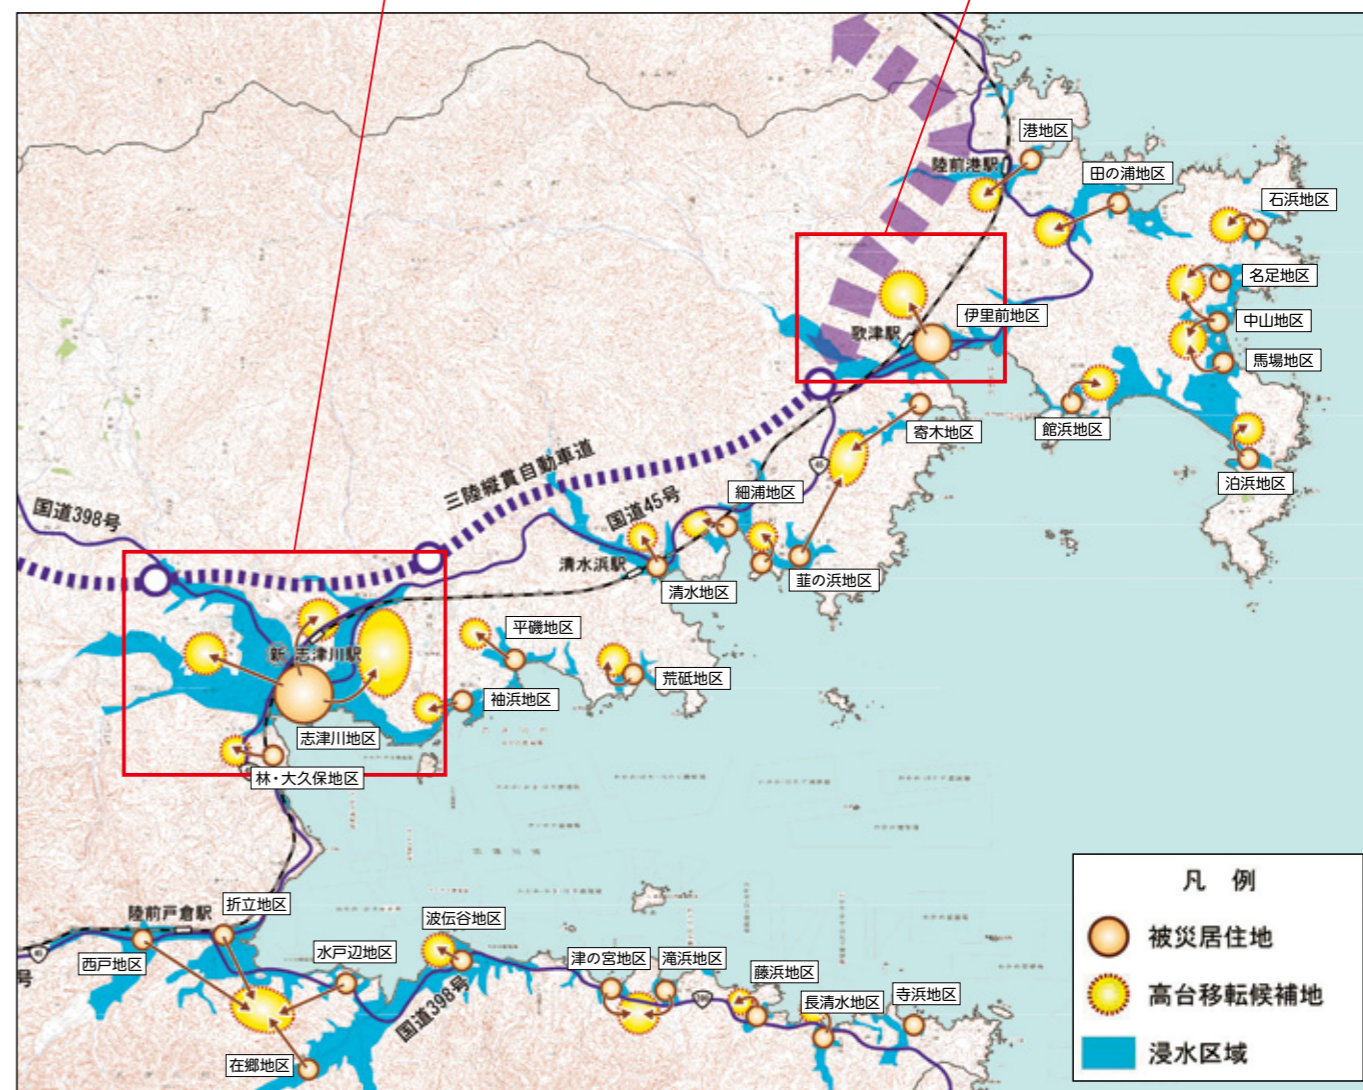 港地区
陸前港駅
田の浦地区
石浜地区
名足地区
伊里前地区
中山地区
歌津駅
馬場地区
寄木地区
館浜地区
三陸縦貫自動車道
45
泊浜地区
細浦地区
国道398号
国道45号
清水浜駅
韮の浜地区
清水地区
平磯地区
新 志津川駅
荒砥地区
袖浜地区
志津川地区
林・大久保地区
凡 例
被災居住地
高台移転候補地
浸水区域
折立地区
陸前戸倉駅
波伝谷地区
45
西戸地区
水戸辺地区
津の宮地区
滝浜地区
藤浜地区
号
国道398号
398
長清水地区
寺浜地区
在郷地区